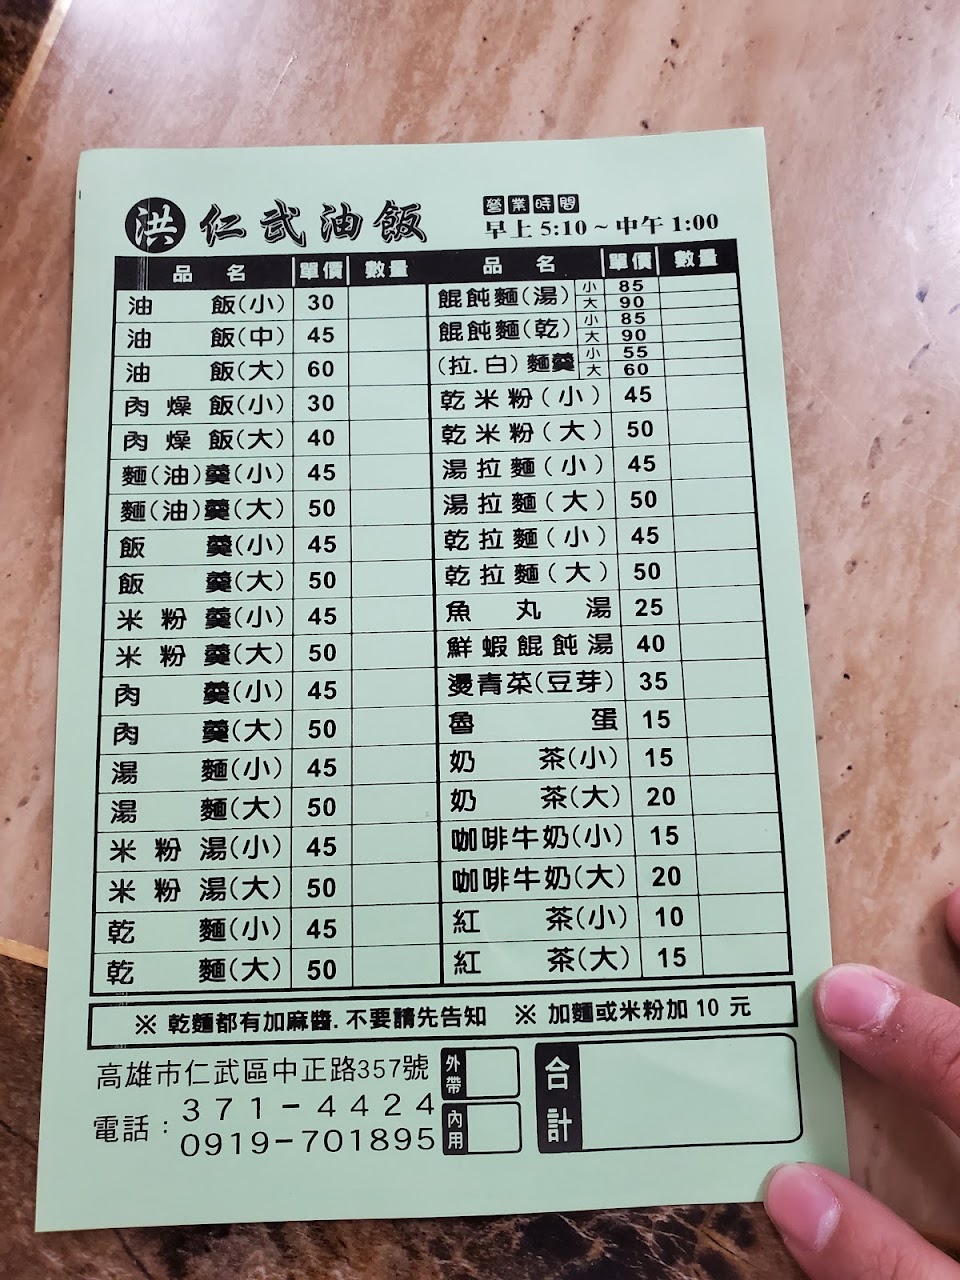 洪 仁武油飯
營業時間
早上 5:10 ~ 中午 1:00
品名 單價 數量
油飯(小) 30
油飯(中) 45
油飯(大) 60
肉燥飯(小) 30
肉燥飯(大) 40
麵(油)羹(小) 45
麵(油)羹(大) 50
飯羹(小) 45
飯羹(大) 50
米粉羹(小) 45
米粉羹(大) 50
肉羹(小) 45
肉羹(大) 50
湯麵(小) 45
湯麵(大) 50
米粉湯(小) 45
米粉湯(大) 50
乾麵(小) 45
乾麵(大) 50
品名 單價 數量
餛飩麵(湯) 小 85
大 90
餛飩麵(乾) 小 85
大 90
(拉.白)麵羹 小 55
大 60
乾米粉(小) 45
乾米粉(大) 50
湯拉麵(小) 45
湯拉麵(大) 50
乾拉麵(小) 45
乾拉麵(大) 50
魚丸湯 25
鮮蝦餛飩湯 40
燙青菜(豆芽) 35
魯蛋 15
奶茶(小) 15
奶茶(大) 20
咖啡牛奶(小) 15
咖啡牛奶(大) 20
紅茶(小) 10
紅茶(大) 15
※ 乾麵都有加麻醬.不要請先告知 ※ 加麵或米粉加 10 元
高雄市仁武區中正路357號
電話：371-4424
0919-701895
外帶
內用
合計